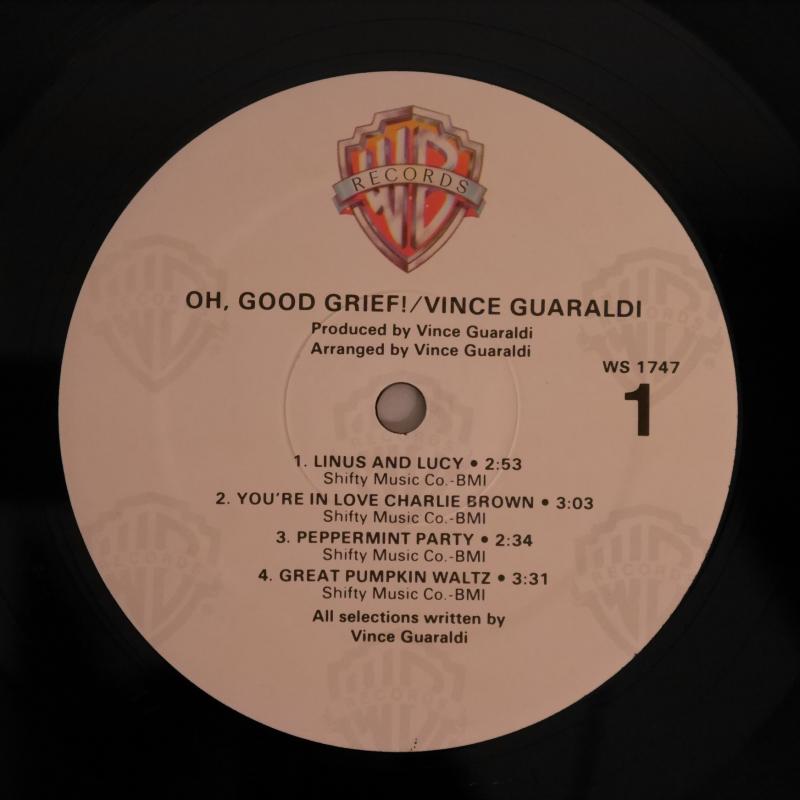 WB
RECORDS
OH, GOOD GRIEF!/VINCE GUARALDI
Produced by Vince Guaraldi
Arranged by Vince Guaraldi
WS 1747
1
1. LINUS AND LUCY • 2:53
Shifty Music Co.-BMI
2. YOU'RE IN LOVE CHARLIE BROWN • 3:03
Shifty Music Co.-BMI
3. PEPPERMINT PARTY • 2:34
Shifty Music Co.-BMI
4. GREAT PUMPKIN WALTZ • 3:31
Shifty Music Co.-BMI
All selections written by
Vince Guaraldi